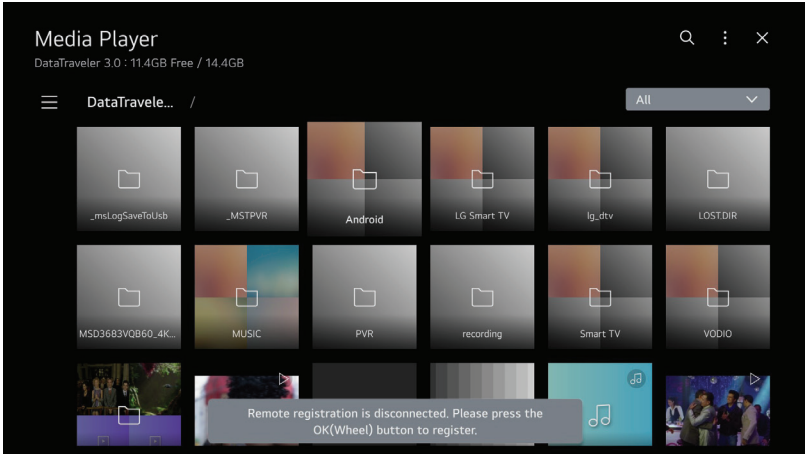 Media Player
DataTraveler 3.0 : 11.4GB Free / 14.4GB
DataTravele... /
All
_msLogSaveToUsb
_MSTPVR
Android
LG Smart TV
lg_dtv
LOST.DIR
MSD3683VQB60_4K...
MUSIC
PVR
recording
Smart TV
VODIO
Remote registration is disconnected. Please press the
OK(Wheel) button to register.